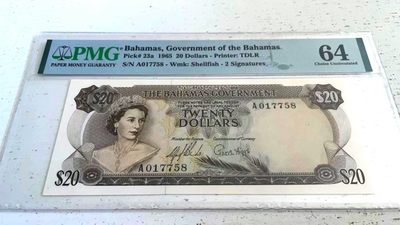 PMG
PAPER MONEY GUARANTY
Bahamas, Government of the Bahamas
Pick# 23a 1965 20 Dollars - Printer: TDLR
S/N A017758 - Wmk: Shellfish - 2 Signatures
64
Choice Uncirculated
$20
THE BAHAMAS GOVERNMENT
$20
A017758
TWENTY
DOLLARS
A017758
$20
$20